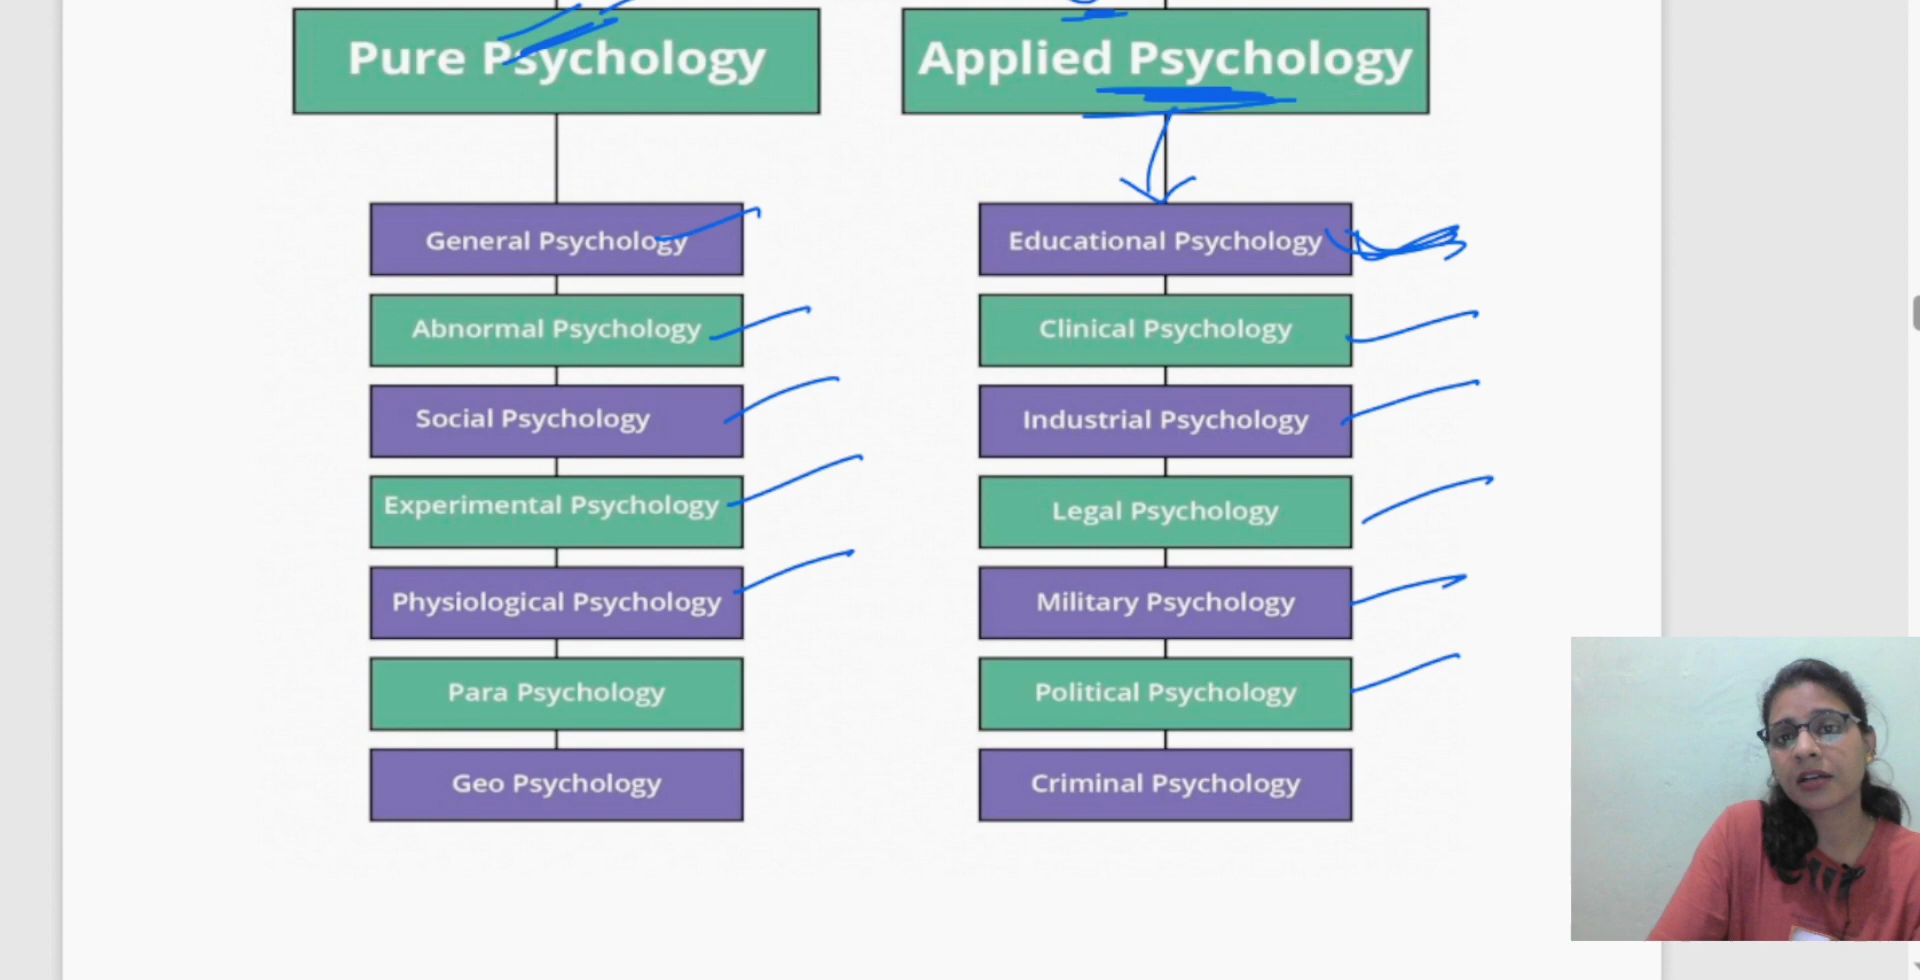 Pure Psychology
General Psychology
Abnormal Psychology
Social Psychology
Experimental Psychology
Physiological Psychology
Para Psychology
Geo Psychology
Applied Psychology
Educational Psychology
Clinical Psychology
Industrial Psychology
Legal Psychology
Military Psychology
Political Psychology
Criminal Psychology